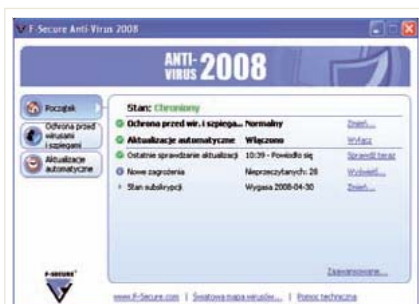 F-Secure Anti-Virus 2008
ANTI-VIRUS 2008
Początek
Ochrona przed wirusami i szpiegami
Aktualizacje automatyczne
Stan: Chroniony
Ochrona przed wir. i szpiega... Normalny Zmień...
Aktualizacje automatyczne Włączono Wyłącz
Ostatnie sprawdzanie aktualizacji 10:39 - Powiodło się Sprawdź teraz
Nowe zagrożenia Nieprzeczytanych: 28 Wyświetl...
Stan subskrypcji Wygasa 2008-04-30 Zmień...
Zaawansowane...
F-SECURE
www.F-Secure.com | Światowa mapa wirusów... | Pomoc techniczna